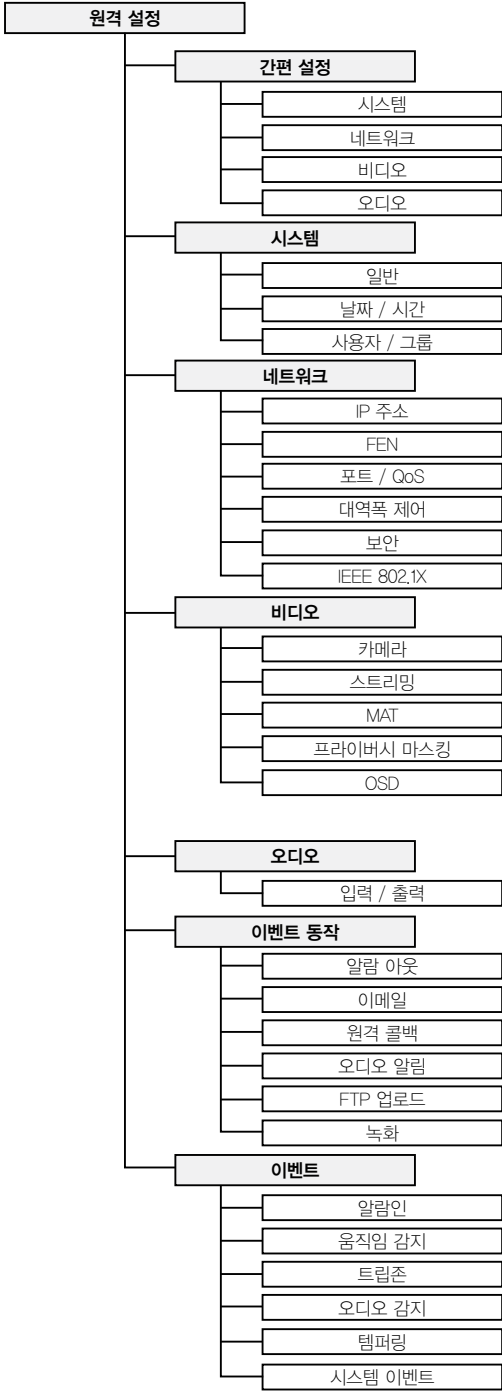 원격 설정
간편 설정
시스템
네트워크
비디오
오디오
시스템
일반
날짜 / 시간
사용자 / 그룹
네트워크
IP 주소
FEN
포트 / QoS
대역폭 제어
보안
IEEE 802.1X
비디오
카메라
스트리밍
MAT
프라이버시 마스킹
OSD
오디오
입력 / 출력
이벤트 동작
알람 아웃
이메일
원격 콜백
오디오 알림
FTP 업로드
녹화
이벤트
알람인
움직임 감지
트립존
오디오 감지
템퍼링
시스템 이벤트